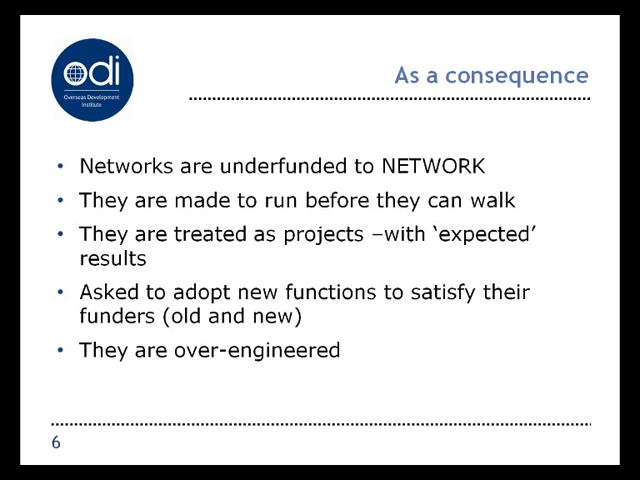 odi
Overseas Development
Institute
As a consequence
• Networks are underfunded to NETWORK
• They are made to run before they can walk
• They are treated as projects –with ‘expected’
results
• Asked to adopt new functions to satisfy their
funders (old and new)
• They are over-engineered
6